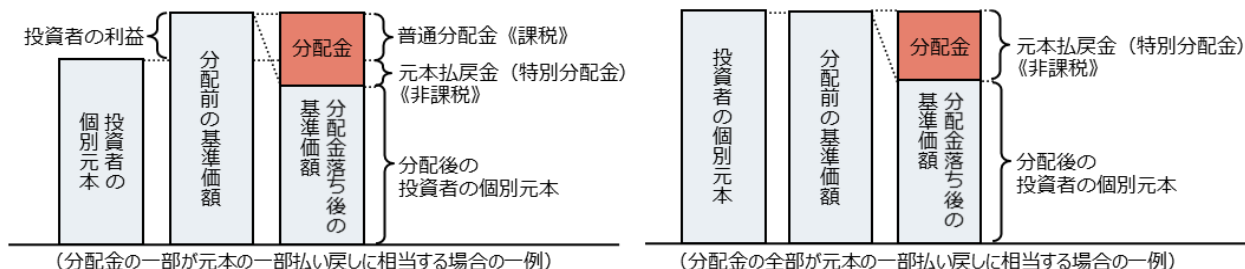 投資者の利益
投資者の
個別元本
分配前の基準価額
分配金
分配金落ち後の
基準価額
普通分配金《課税》
元本払戻金（特別分配金）
《非課税》
分配後の
投資者の個別元本
（分配金の一部が元本の一部払い戻しに相当する場合の一例）
投資者の個別元本
分配前の基準価額
分配金
分配金落ち後の
基準価額
元本払戻金（特別分配金）
《非課税》
分配後の
投資者の個別元本
（分配金の全部が元本の一部払い戻しに相当する場合の一例）